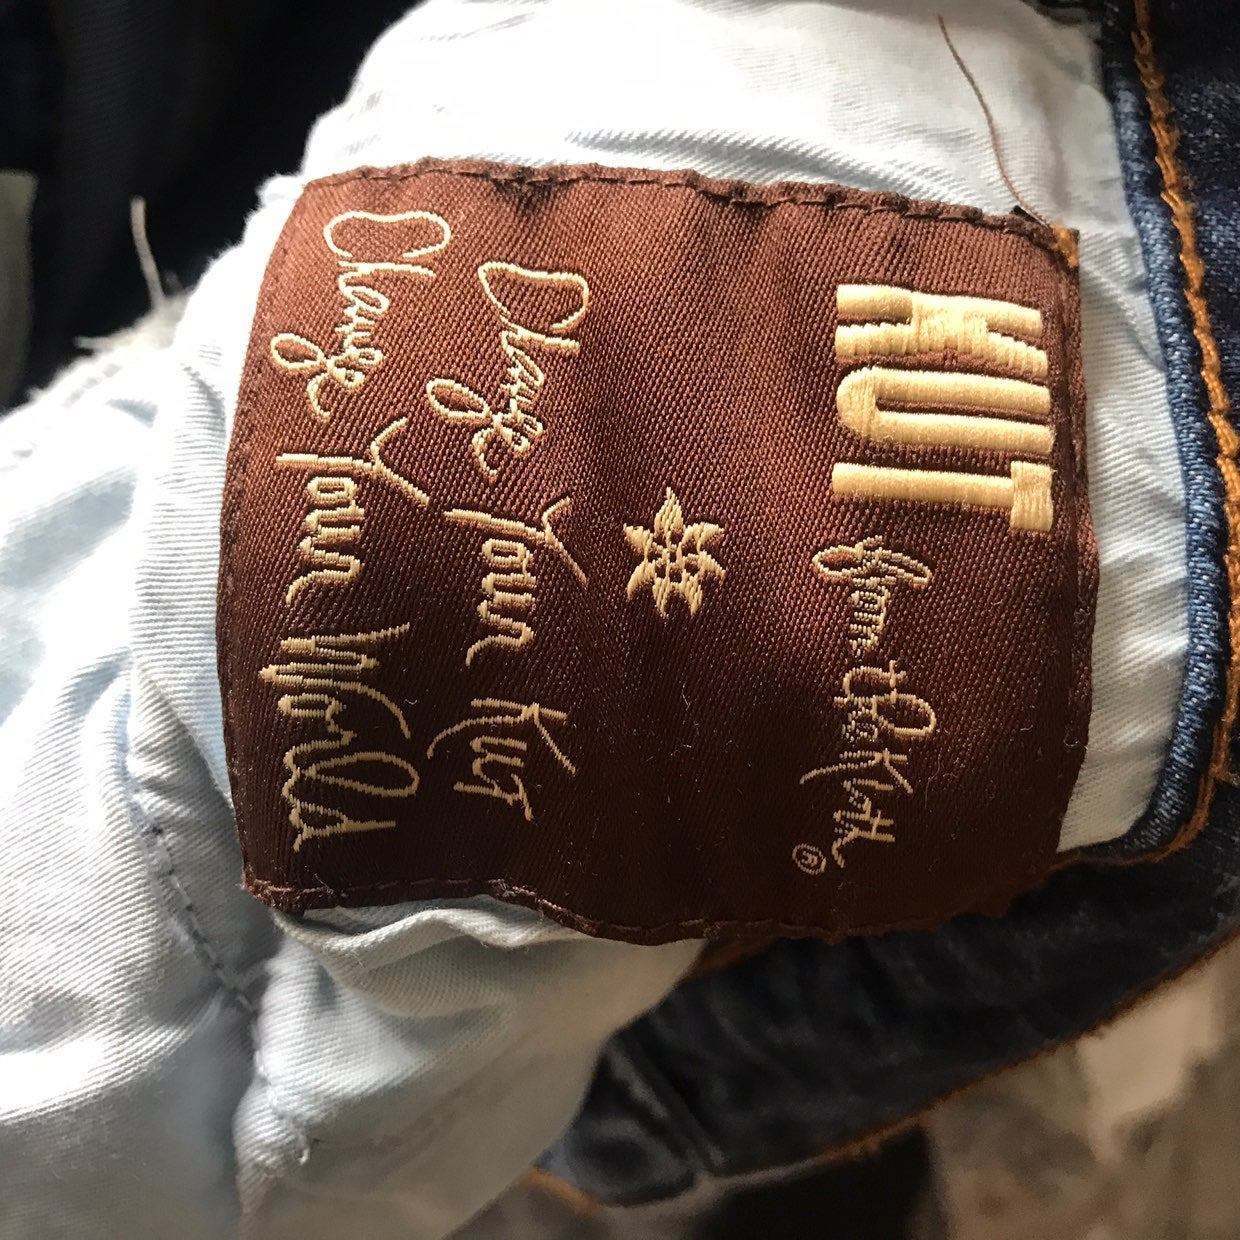 KUT
from the Kloth®
Change Your Kut
Change Your World